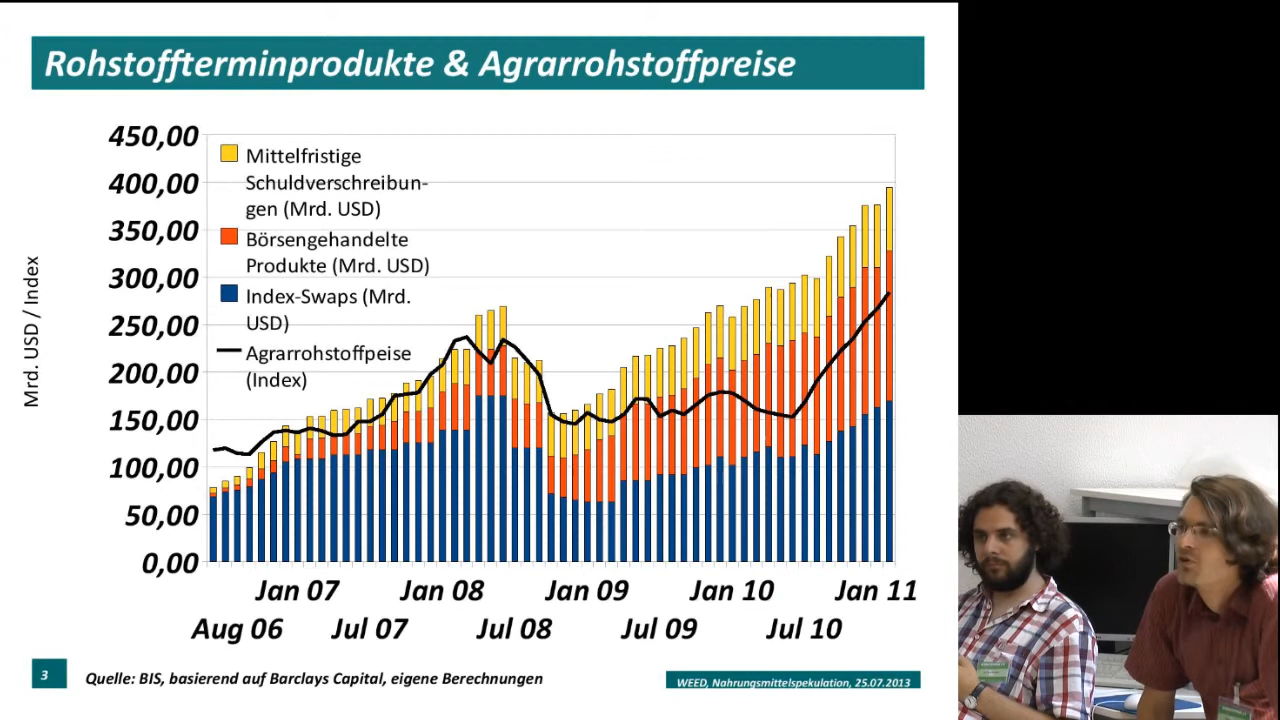 Rohstoffterminprodukte & Agrarrohstoffpreise
450,00
400,00
350,00
300,00
250,00
200,00
150,00
100,00
50,00
0,00
Mrd. USD / Index
Mittelfristige
Schuldverschreibun-
gen (Mrd. USD)
Börsengehandelte
Produkte (Mrd. USD)
Index-Swaps (Mrd.
USD)
Agrarrohstoffpeise
(Index)
Jan 07 Jan 08 Jan 09 Jan 10 Jan 11
Aug 06 Jul 07 Jul 08 Jul 09 Jul 10
3
Quelle: BIS, basierend auf Barclays Capital, eigene Berechnungen
WEED, Nahrungsmittelspekulation, 25.07.2013